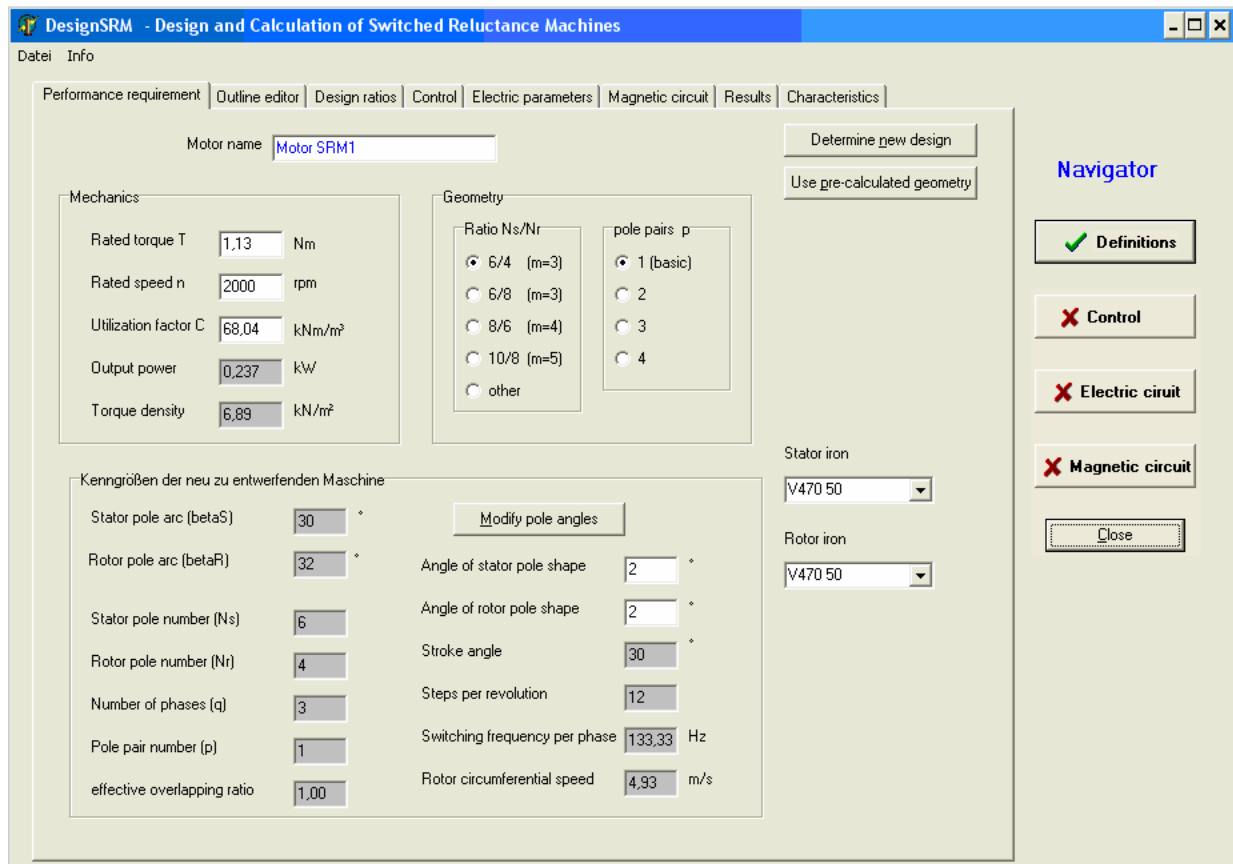 DesignSRM - Design and Calculation of Switched Reluctance Machines
Datei Info
Performance requirement Outline editor Design ratios Control Electric parameters Magnetic circuit Results Characteristics
Motor name Motor SRM1
Determine new design
Use pre-calculated geometry
Mechanics
Rated torque T 1,13 Nm
Rated speed n 2000 rpm
Utilization factor C 68,04 kNm/m³
Output power 0,237 kW
Torque density 6,89 kN/m²
Geometry
Ratio Ns/Nr
6/4 (m=3)
6/8 (m=3)
8/6 (m=4)
10/8 (m=5)
other
pole pairs p
1 (basic)
2
3
4
Kenngrößen der neu zu entwerfenden Maschine
Stator pole arc (betaS) 30 °
Rotor pole arc (betaR) 32 °
Stator pole number (Ns) 6
Rotor pole number (Nr) 4
Number of phases (q) 3
Pole pair number (p) 1
effective overlapping ratio 1,00
Modify pole angles
Angle of stator pole shape 2 °
Angle of rotor pole shape 2 °
Stroke angle 30 °
Steps per revolution 12
Switching frequency per phase 133,33 Hz
Rotor circumferential speed 4,93 m/s
Stator iron
V470 50
Rotor iron
V470 50
Navigator
Definitions
Control
Electric ciruit
Magnetic circuit
Close